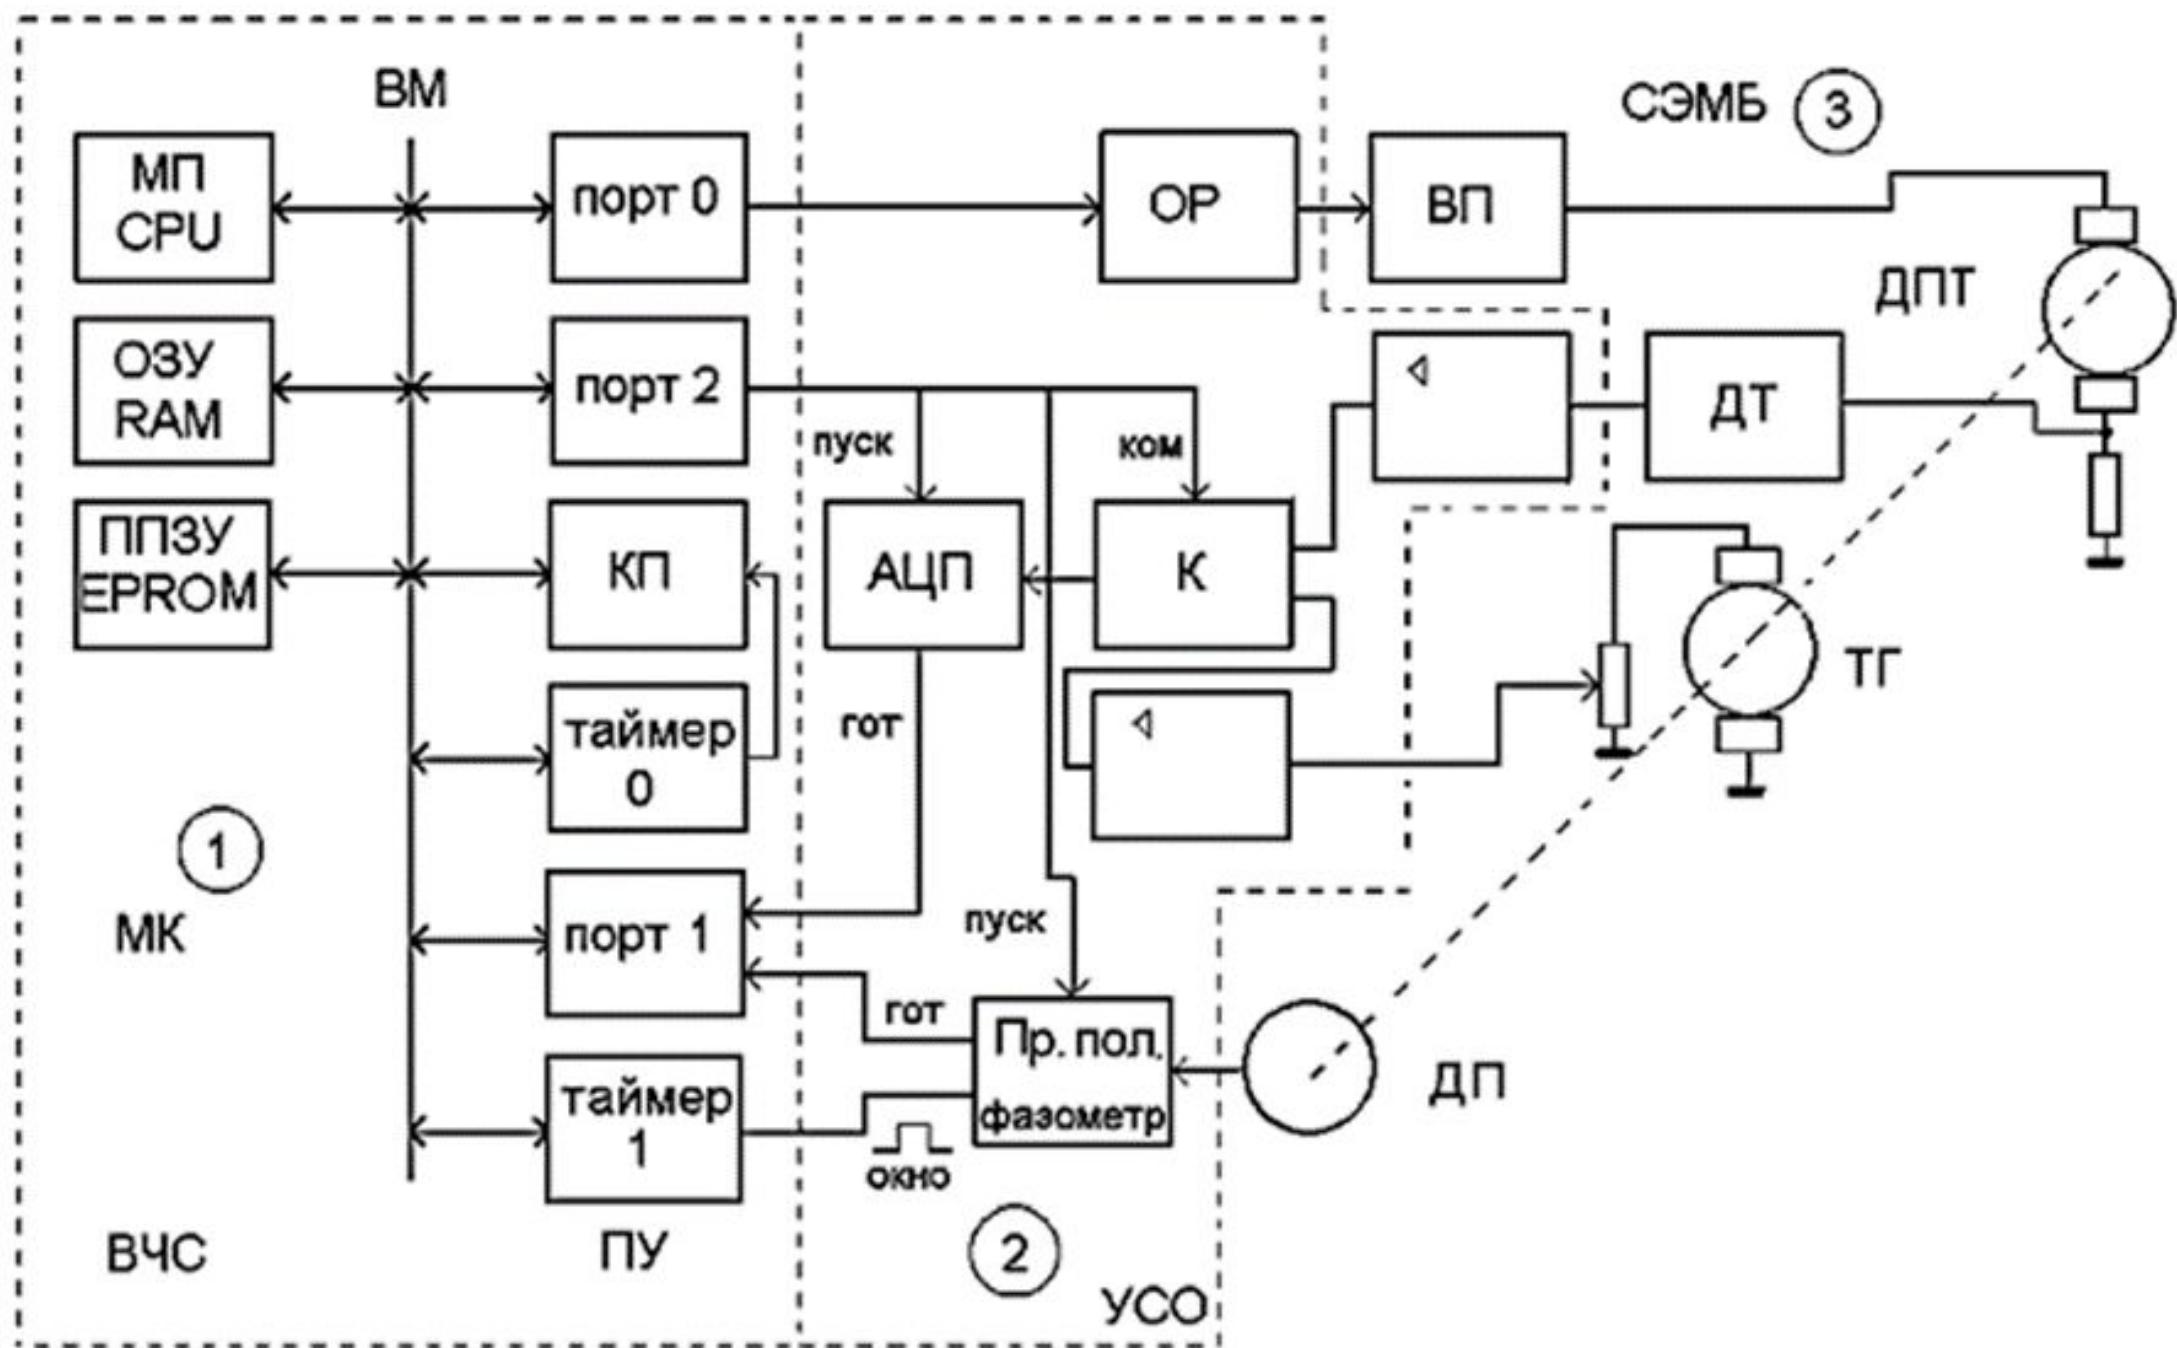 ВМ
СЭМБ 3
МП
CPU
порт 0
ОР
ВП
ДПТ
ОЗУ
RAM
порт 2
пуск
ком
ДТ
ППЗУ
EPROM
КП
АЦП
К
ТГ
таймер
0
гот
1
МК
порт 1
пуск
гот
Пр. пол.
фазометр
ДП
таймер
1
окно
ВЧС
ПУ
2
УСО